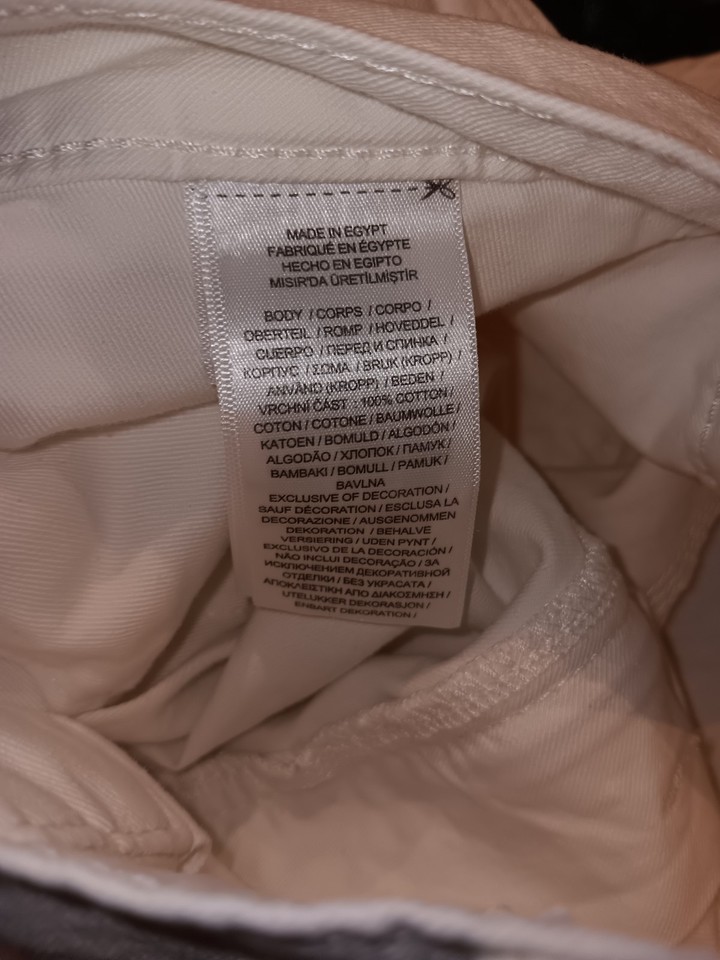 MADE IN EGYPT
FABRIQUÉ EN ÉGYPTE
HECHO EN EGIPTO
MISIR'DA ÜRETİLMİŞTİR
BODY / CORPS / CORPO /
OBERTEIL / ROMP / HOVEDDEL /
CUERPO / ПЕРЕД И СПИНКА /
КОРПУС / ΣΩΜΑ / BRUK (KROPP) /
ANVÄND (KROPP) / BEDEN /
VRCHNÍ ČÁST - 100% COTTON /
COTON / COTONE / BAUMWOLLE /
KATOEN / BOMULD / ALGODÓN /
ALGODÃO / ХЛОПОК / ПАМУК /
BAMBAKI / BOMULL / PAMUK /
BAVLNA
EXCLUSIVE OF DECORATION /
SAUF DÉCORATION / ESCLUSA LA
DECORAZIONE / AUSGENOMMEN
DEKORATION / BEHALVE
VERSIERING / UDEN PYNT /
EXCLUSIVO DE LA DECORACIÓN /
NÃO INCLUI DECORAÇÃO / ЗА
ИСКЛЮЧЕНИЕМ ДЕКОРАТИВНОЙ
ОТДЕЛКИ / БЕЗ УКРАСАТА /
ΑΠΟΚΛΕΙΣΤΙΚΗ ΑΠΟ ΔΙΑΚΟΣΜΗΣΗ /
UTELUKKER DEKORASJON /
ENBART DEKORATION /